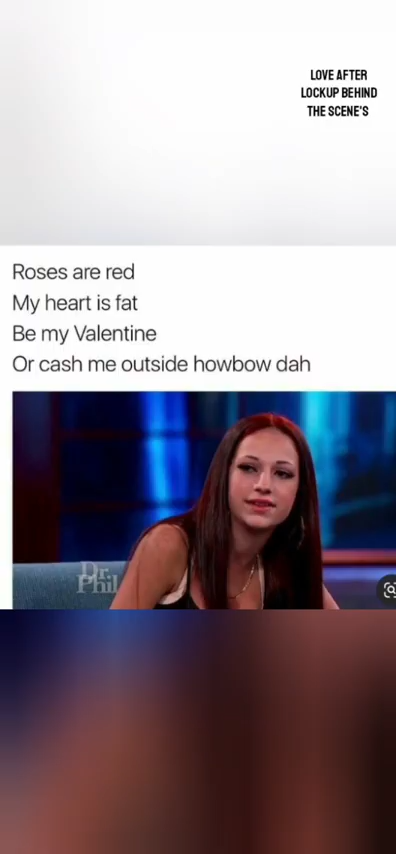 LOVE AFTER
LOCKUP BEHIND
THE SCENE'S
Roses are red
My heart is fat
Be my Valentine
Or cash me outside howbow dah
Dr.
Phil